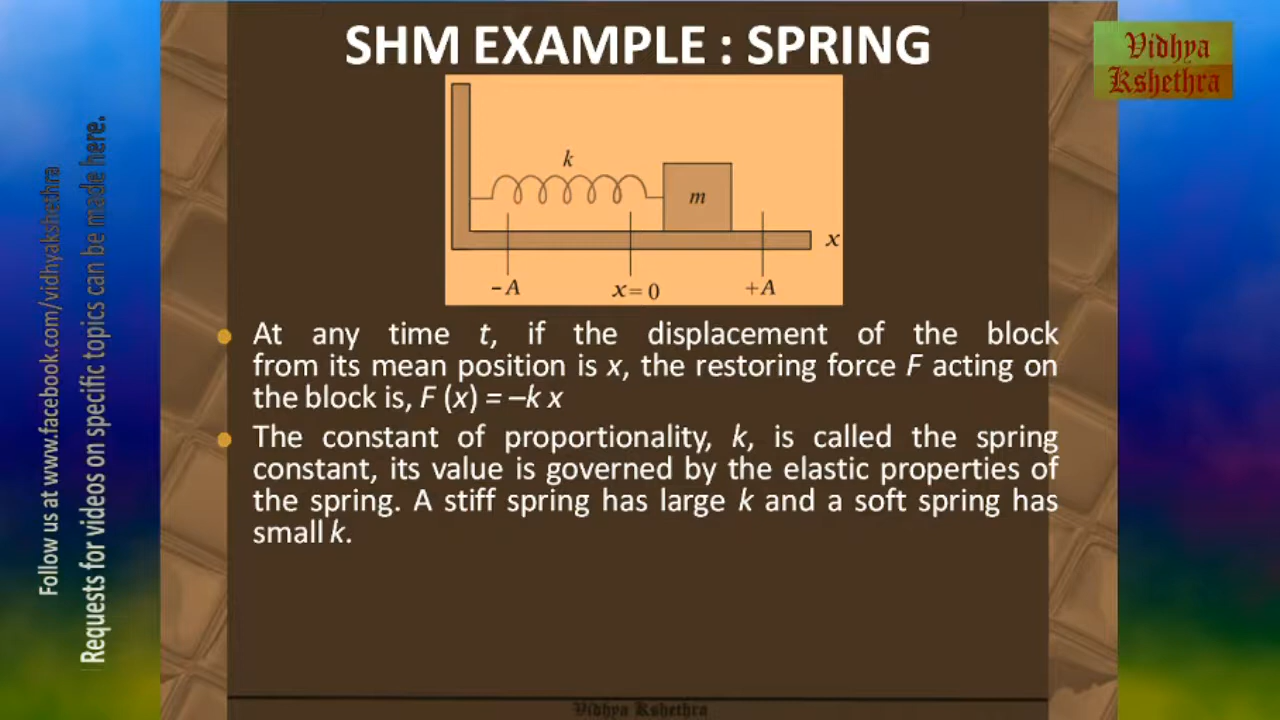 SHM EXAMPLE : SPRING
Vidhya
Kshethra
k
m
x
-A
x=0
+A
At any time t, if the displacement of the block
from its mean position is x, the restoring force F acting on
the block is, F (x) = –k x
The constant of proportionality, k, is called the spring
constant, its value is governed by the elastic properties of
the spring. A stiff spring has large k and a soft spring has
small k.
Follow us at www.facebook.com/vidhyakshethra
Requests for videos on specific topics can be made here.
Vidhya Kshethra